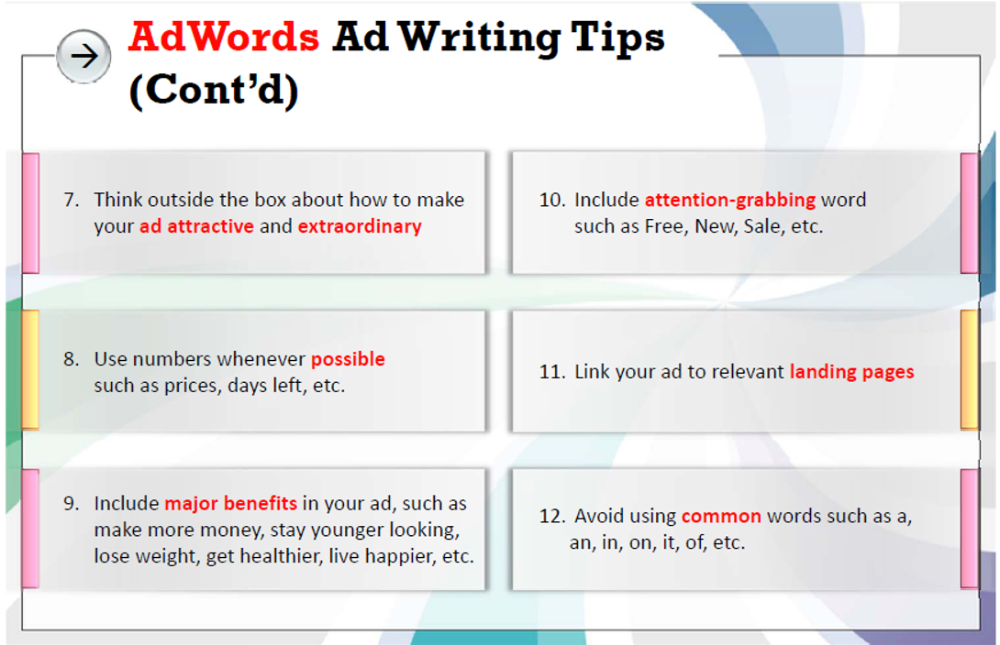 AdWords Ad Writing Tips
(Cont’d)
7. Think outside the box about how to make
your ad attractive and extraordinary
8. Use numbers whenever possible
such as prices, days left, etc.
9. Include major benefits in your ad, such as
make more money, stay younger looking,
lose weight, get healthier, live happier, etc.
10. Include attention-grabbing word
such as Free, New, Sale, etc.
11. Link your ad to relevant landing pages
12. Avoid using common words such as a,
an, in, on, it, of, etc.